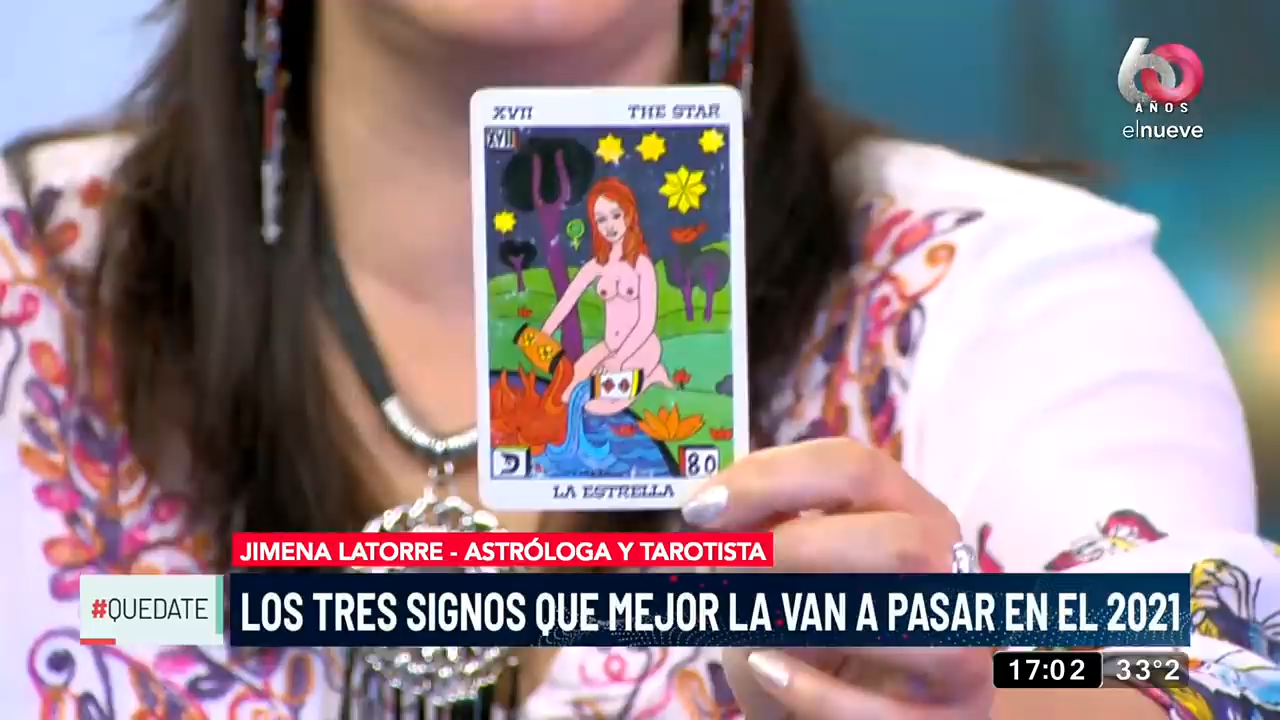 60
AÑOS
elnueve
XVII THE STAR
XVII
80
LA ESTRELLA
JIMENA LATORRE - ASTRÓLOGA Y TAROTISTA
#QUEDATE
LOS TRES SIGNOS QUE MEJOR LA VAN A PASAR EN EL 2021
17:02 33°2